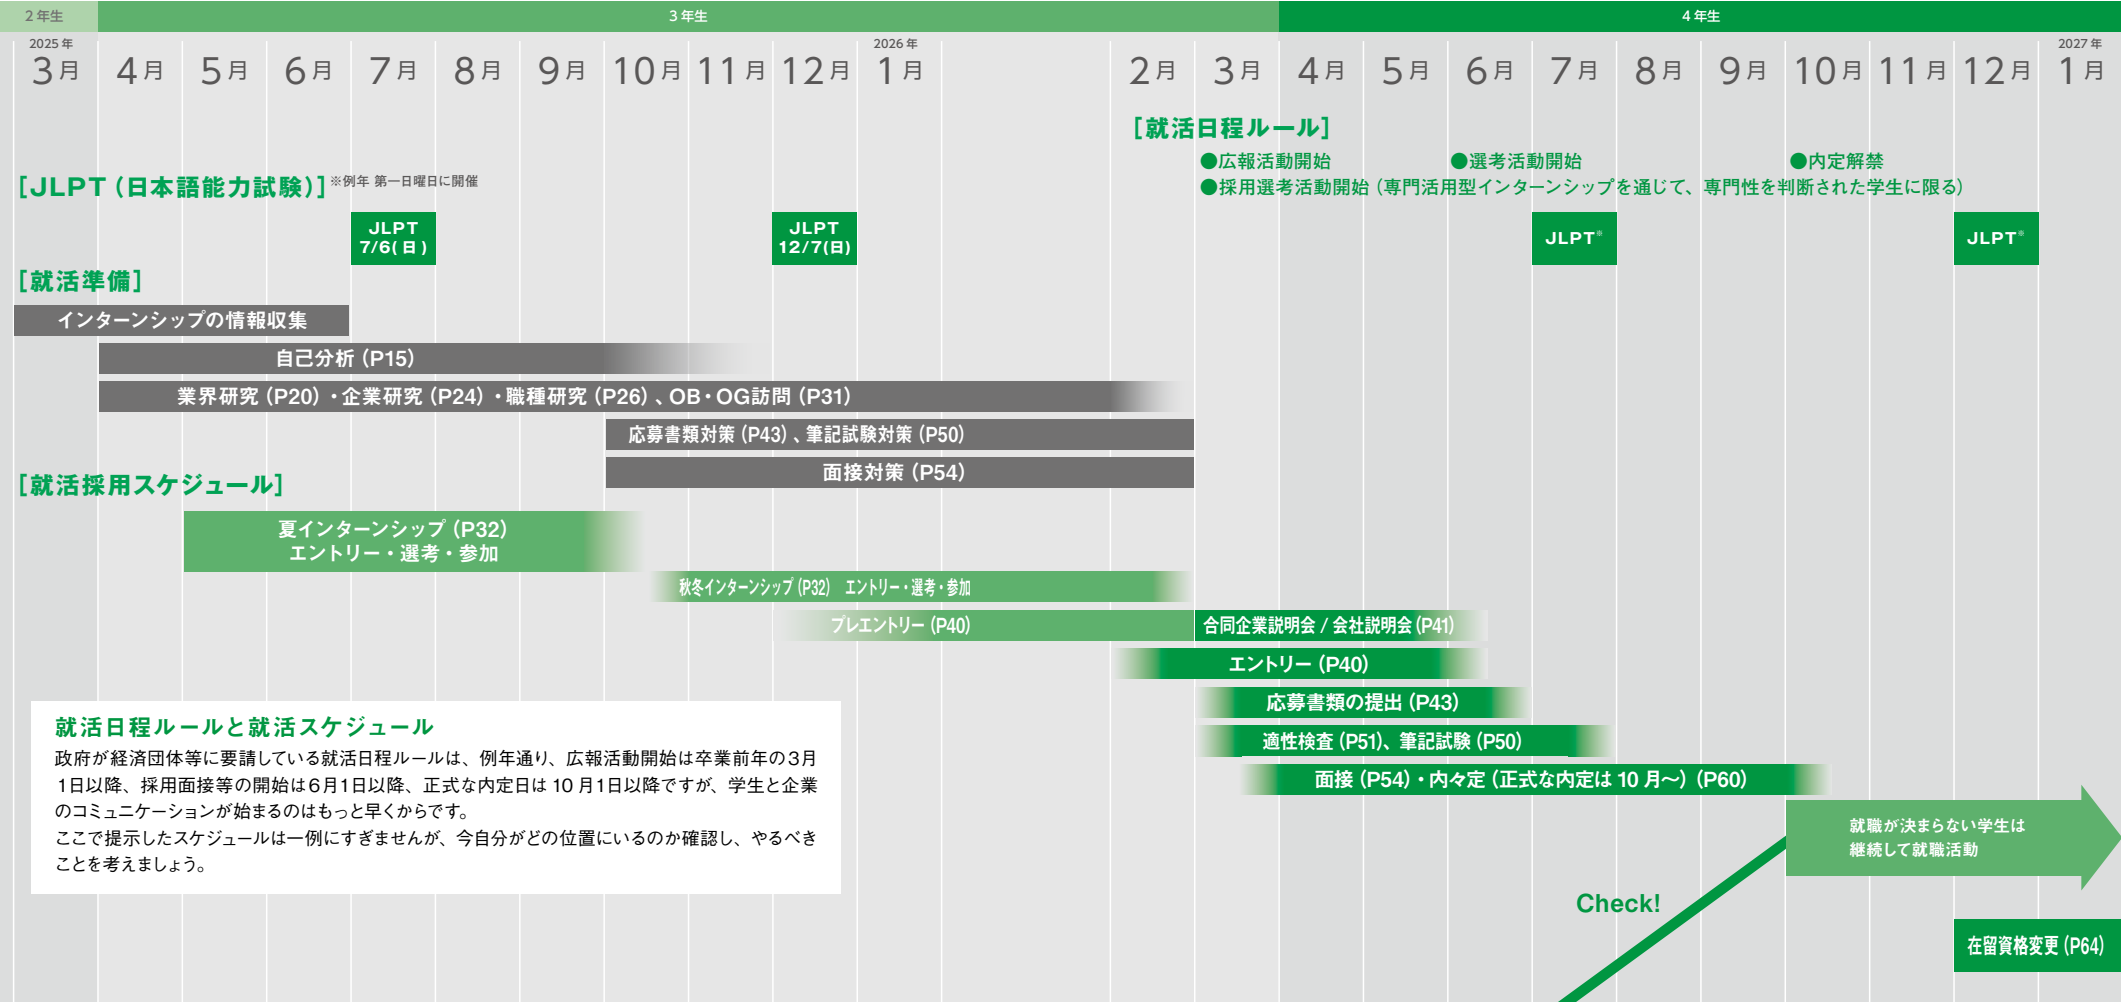 2年生
3年生
4年生
2025年
2026年
2027年
3月 4月 5月 6月 7月 8月 9月 10月 11月 12月 1月 2月 3月 4月 5月 6月 7月 8月 9月 10月 11月 12月 1月
［就活日程ルール］
●広報活動開始 ●選考活動開始 ●内定解禁
●採用選考活動開始（専門活用型インターンシップを通じて、専門性を判断された学生に限る）
［JLPT（日本語能力試験）］※例年 第一日曜日に開催
JLPT
7/6(日)
JLPT
12/7(日)
JLPT※
JLPT※
［就活準備］
インターンシップの情報収集
自己分析（P15）
業界研究（P20）・企業研究（P24）・職種研究（P26）、OB・OG訪問（P31）
応募書類対策（P43）、筆記試験対策（P50）
面接対策（P54）
［就活採用スケジュール］
夏インターンシップ（P32）
エントリー・選考・参加
秋冬インターンシップ（P32） エントリー・選考・参加
プレエントリー（P40）
合同企業説明会 / 会社説明会（P41）
エントリー（P40）
応募書類の提出（P43）
適性検査（P51）、筆記試験（P50）
面接（P54）・内々定（正式な内定は 10 月～）（P60）
就職が決まらない学生は
継続して就職活動
Check!
在留資格変更（P64）
就活日程ルールと就活スケジュール
政府が経済団体等に要請している就活日程ルールは、例年通り、広報活動開始は卒業前年の3月
1日以降、採用面接等の開始は6月1日以降、正式な内定日は 10 月1日以降ですが、学生と企業
のコミュニケーションが始まるのはもっと早くからです。
ここで提示したスケジュールは一例にすぎませんが、今自分がどの位置にいるのか確認し、やるべき
ことを考えましょう。